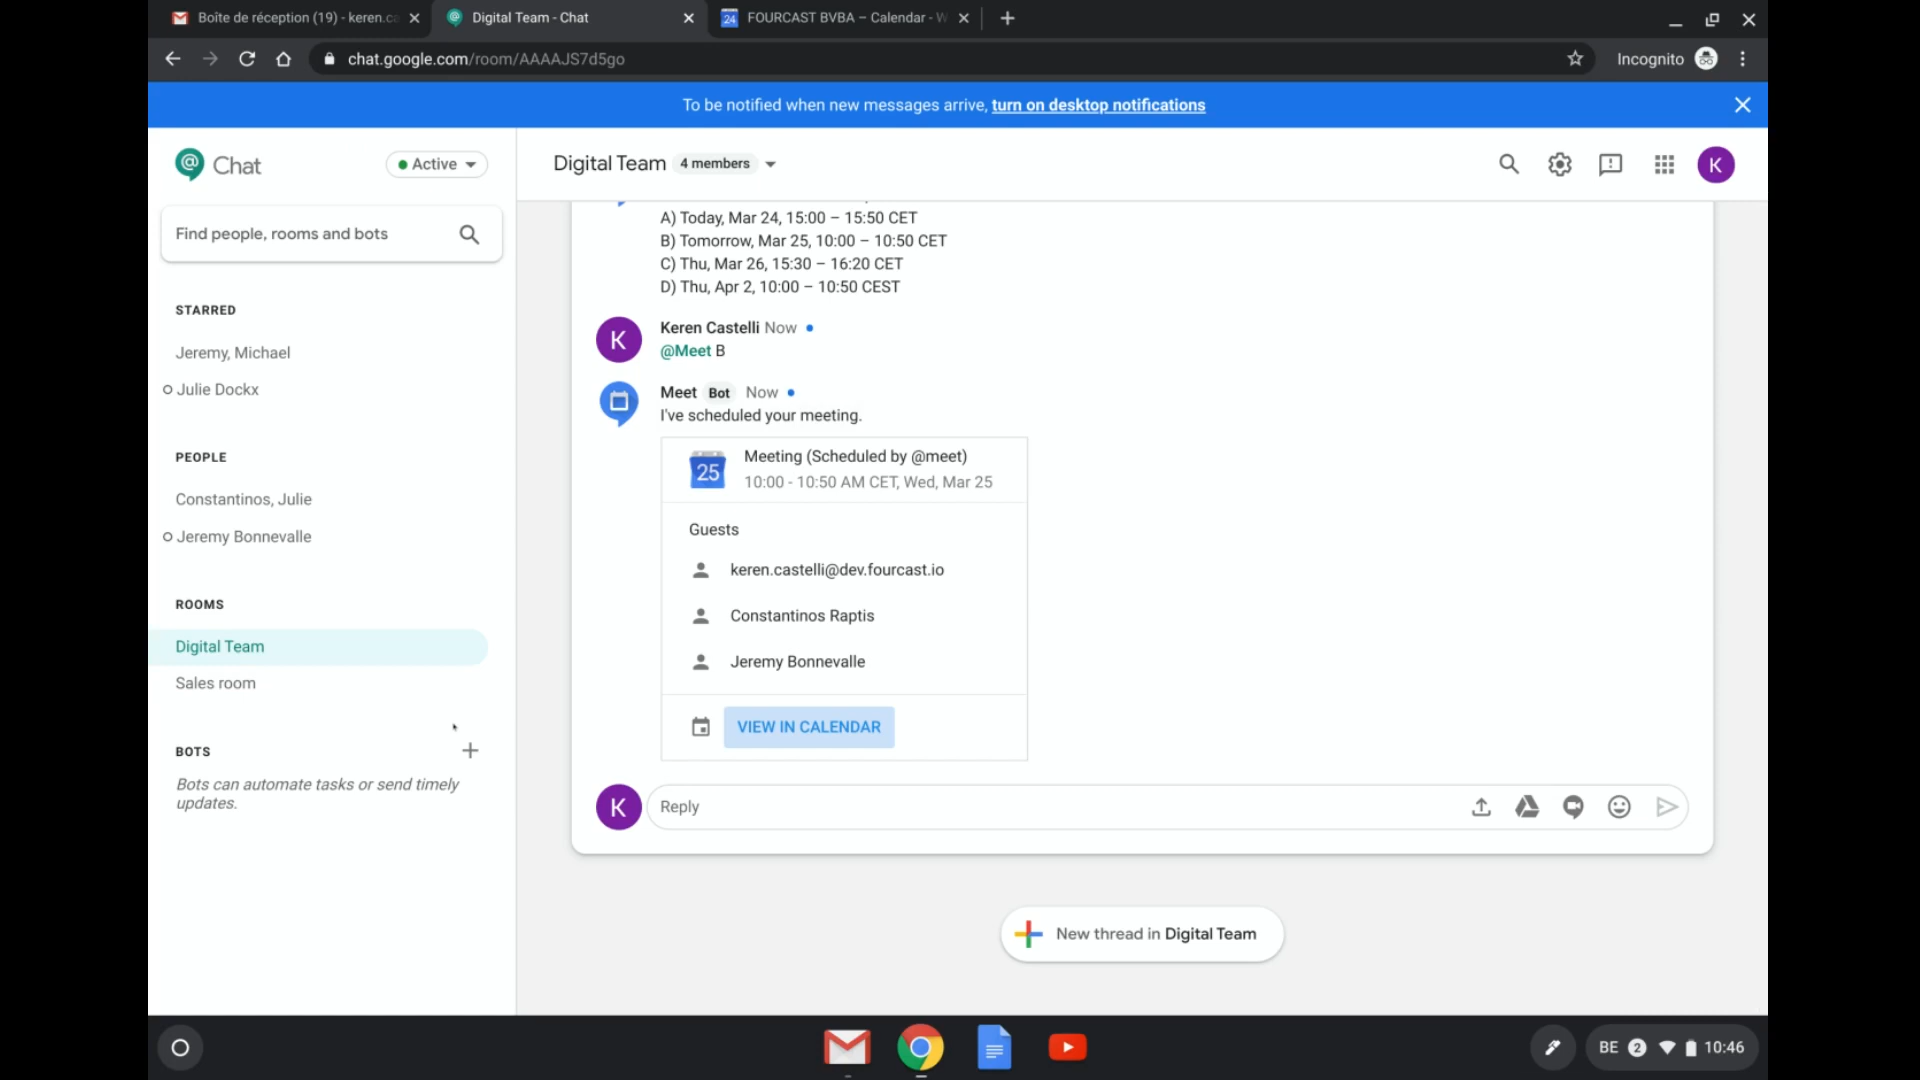 Boîte de réception (19) - keren.c
Digital Team - Chat
FOURCAST BVBA – Calendar - W
chat.google.com/room/AAAAJS7d5go
Incognito
To be notified when new messages arrive, turn on desktop notifications
Chat
Active
Digital Team 4 members
K
Find people, rooms and bots
A) Today, Mar 24, 15:00 – 15:50 CET
B) Tomorrow, Mar 25, 10:00 – 10:50 CET
C) Thu, Mar 26, 15:30 – 16:20 CET
D) Thu, Apr 2, 10:00 – 10:50 CEST
STARRED
Jeremy, Michael
Julie Dockx
PEOPLE
Constantinos, Julie
Jeremy Bonnevalle
ROOMS
Digital Team
Sales room
BOTS
Bots can automate tasks or send timely
updates.
K
Keren Castelli Now
@Meet B
Meet Bot Now
I've scheduled your meeting.
25
Meeting (Scheduled by @meet)
10:00 - 10:50 AM CET, Wed, Mar 25
Guests
keren.castelli@dev.fourcast.io
Constantinos Raptis
Jeremy Bonnevalle
VIEW IN CALENDAR
K
Reply
New thread in Digital Team
BE 2 10:46